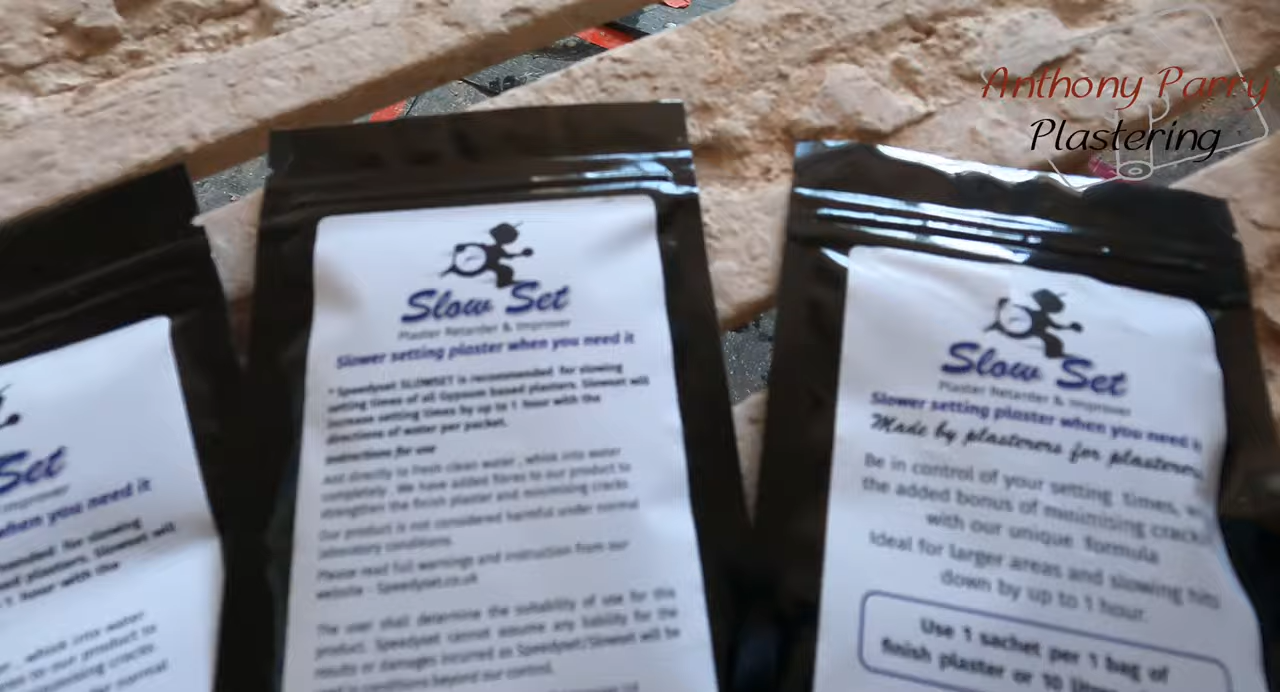 Anthony Parry
Plastering
Set
when you need it
Slow Set
Plaster Retarder & Improver
Slower setting plaster when you need it
* Speedyset SLOWSET is recommended for slowing
setting times of all Gypsum based plasters. Slowset will
increase setting times by up to 1 hour with the
directions of water per packet.
Instructions for use
Add directly to fresh clean water , whisk into water
completely . We have added fibres to our product to
strengthen the finish plaster and minimising cracks
Our product is not considered harmful under normal
laboratory conditions.
Please read full warnings and instruction from our
website - Speedyset.co.uk
The user shall determine the suitability of use for this
product. Speedyset cannot assume any liability for the
results or damages incurred as Speedyset/Slowset will be
used in conditions beyond our control.
Slow Set
Plaster Retarder & Improver
Slower setting plaster when you need it
Made by plasterers for plasterers
Be in control of your setting times,
the added bonus of minimising
with our unique formula
Ideal for larger areas and slowing hits
down by up to 1 hour.
Use 1 sachet per 1 bag of
finish plaster or 10